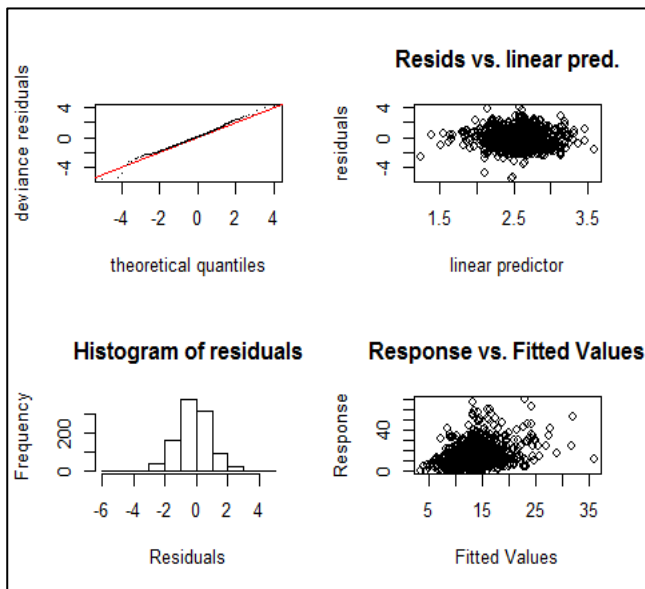 deviance residuals
4
0
-4
-4 -2 0 2 4
theoretical quantiles
Resids vs. linear pred.
residuals
4
0
-4
1.5 2.5 3.5
linear predictor
Histogram of residuals
Frequency
200
0
-6 -4 -2 0 2 4
Residuals
Response vs. Fitted Values
Response
40
0
5 15 25 35
Fitted Values